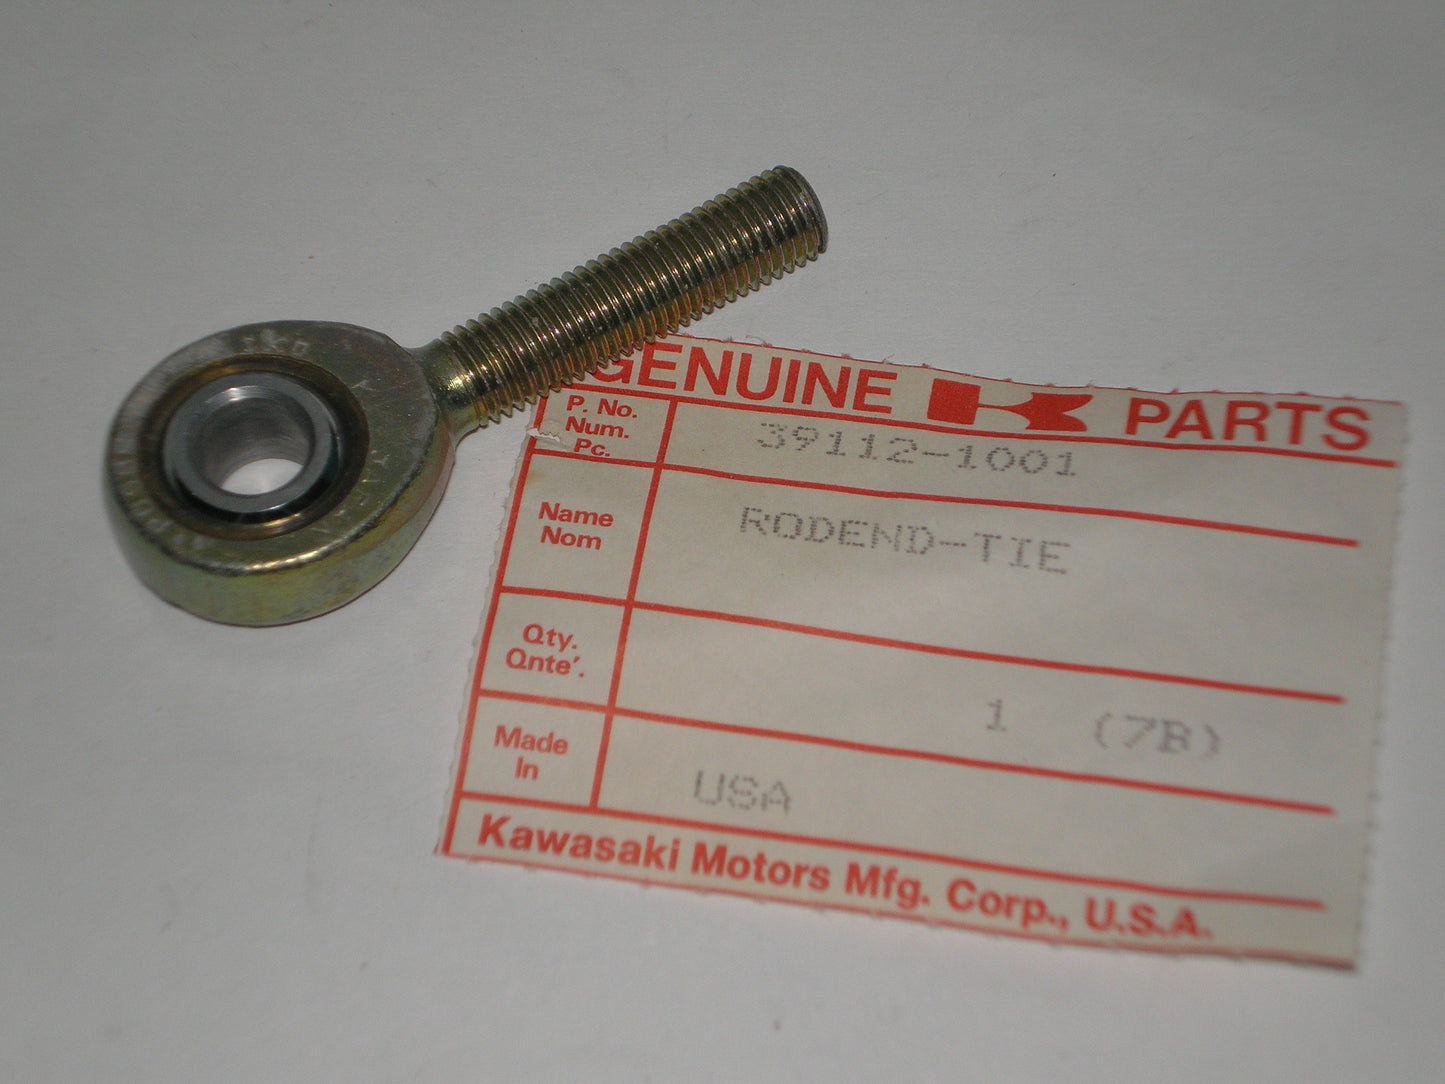 GENUINE PARTS
P. No.
Num.
Pc.
39112-1001
Name
Nom
RODEND-TIE
Qty.
Qnte'.
1 (7B)
Made
In
USA
Kawasaki Motors Mfg. Corp., U.S.A.